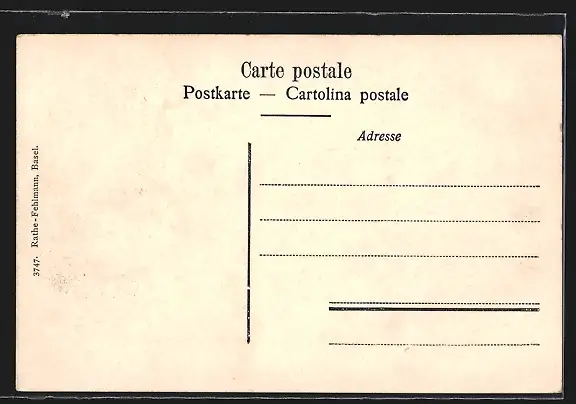 Carte postale
Postkarte — Cartolina postale
Adresse
3747. Rathe-Fehlmann, Basel.